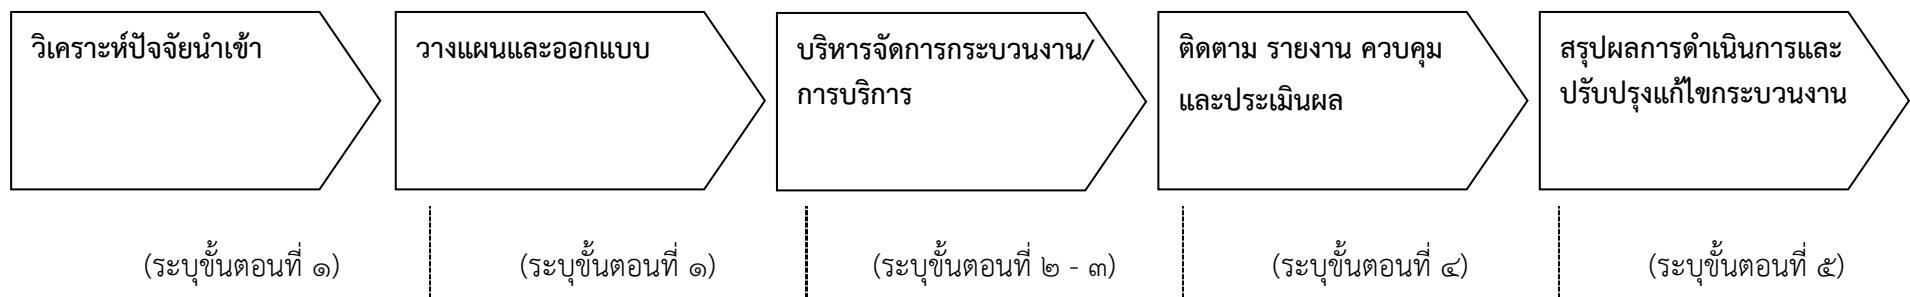 วิเคราะห์ปัจจัยนำเข้า
วางแผนและออกแบบ
บริหารจัดการกระบวนงาน/
การบริการ
ติดตาม รายงาน ควบคุม
และประเมินผล
สรุปผลการดำเนินการและ
ปรับปรุงแก้ไขกระบวนงาน
(ระบุขั้นตอนที่ ๑)
(ระบุขั้นตอนที่ ๑)
(ระบุขั้นตอนที่ ๒ - ๓)
(ระบุขั้นตอนที่ ๔)
(ระบุขั้นตอนที่ ๕)